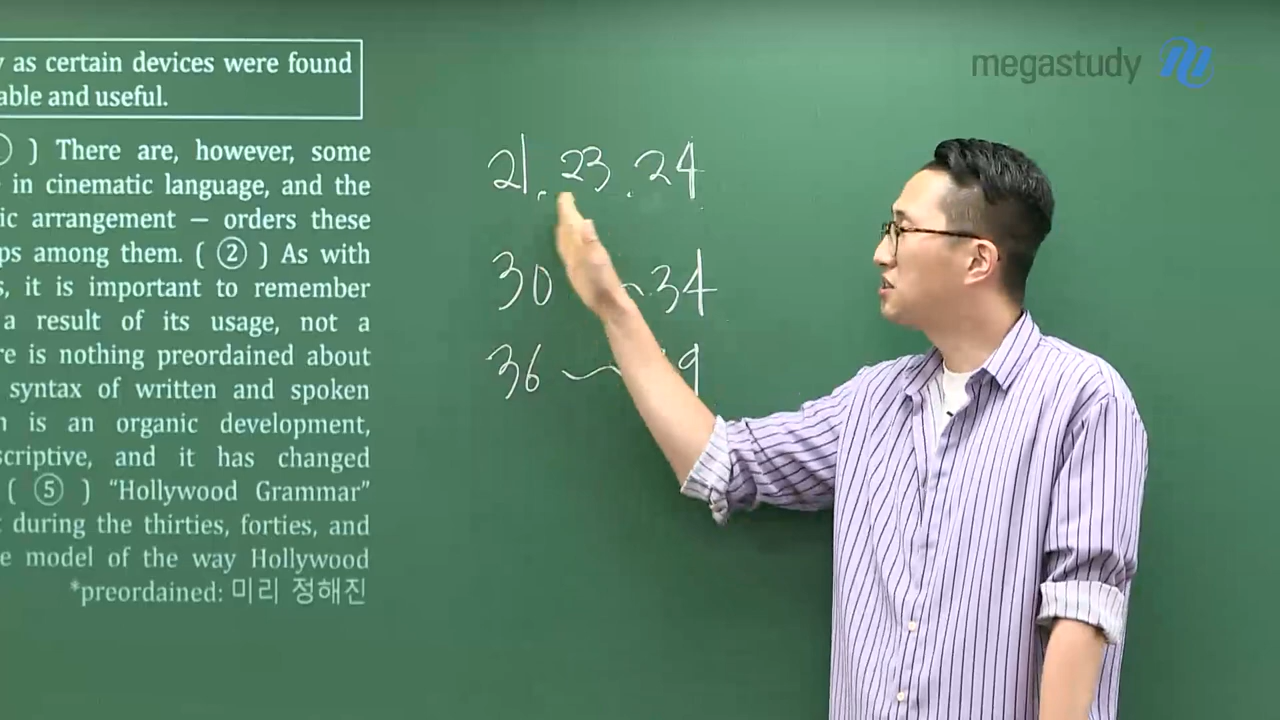 as certain devices were found
able and useful.
) There are, however, some
in cinematic language, and the
ic arrangement — orders these
ps among them. ( ② ) As with
s, it is important to remember
a result of its usage, not a
re is nothing preordained about
syntax of written and spoken
n is an organic development,
scriptive, and it has changed
( ⑤ ) “Hollywood Grammar”
t during the thirties, forties, and
e model of the way Hollywood
*preordained: 미리 정해진
21, 23, 24
30 ~ 34
36 ~ 9
megastudy